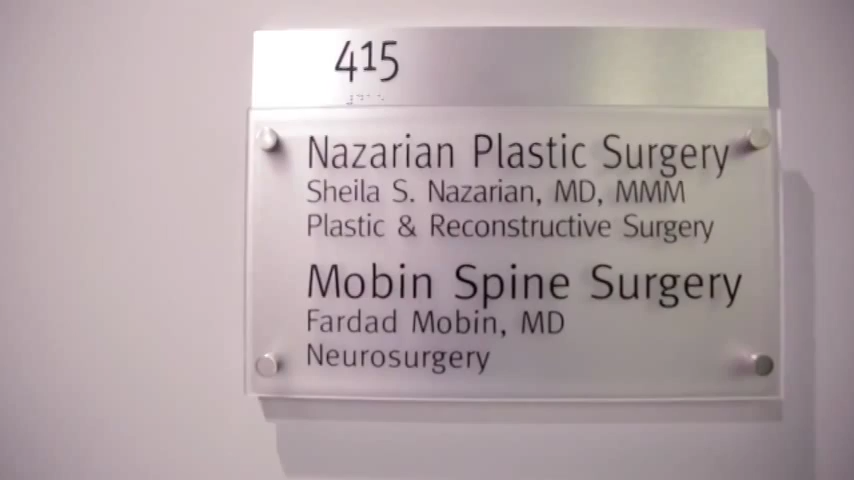 415
Nazarian Plastic Surgery
Sheila S. Nazarian, MD, MMM
Plastic & Reconstructive Surgery
Mobin Spine Surgery
Fardad Mobin, MD
Neurosurgery